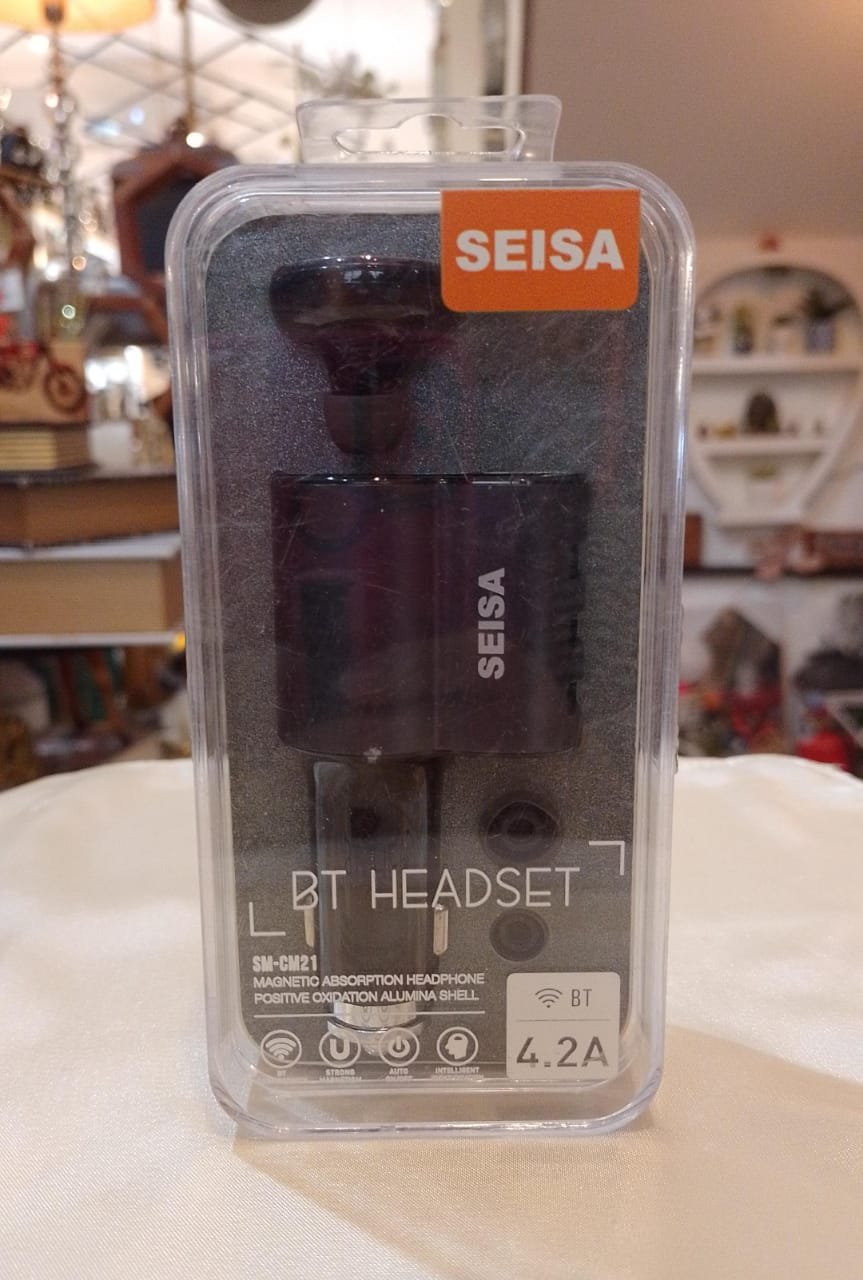 SEISA
SEISA
BT HEADSET
SM-CM21
MAGNETIC ABSORPTION HEADPHONE
POSITIVE OXIDATION ALUMINA SHELL
BT
4.2A
BT
STRONG
AUTO
INTELLIGENT